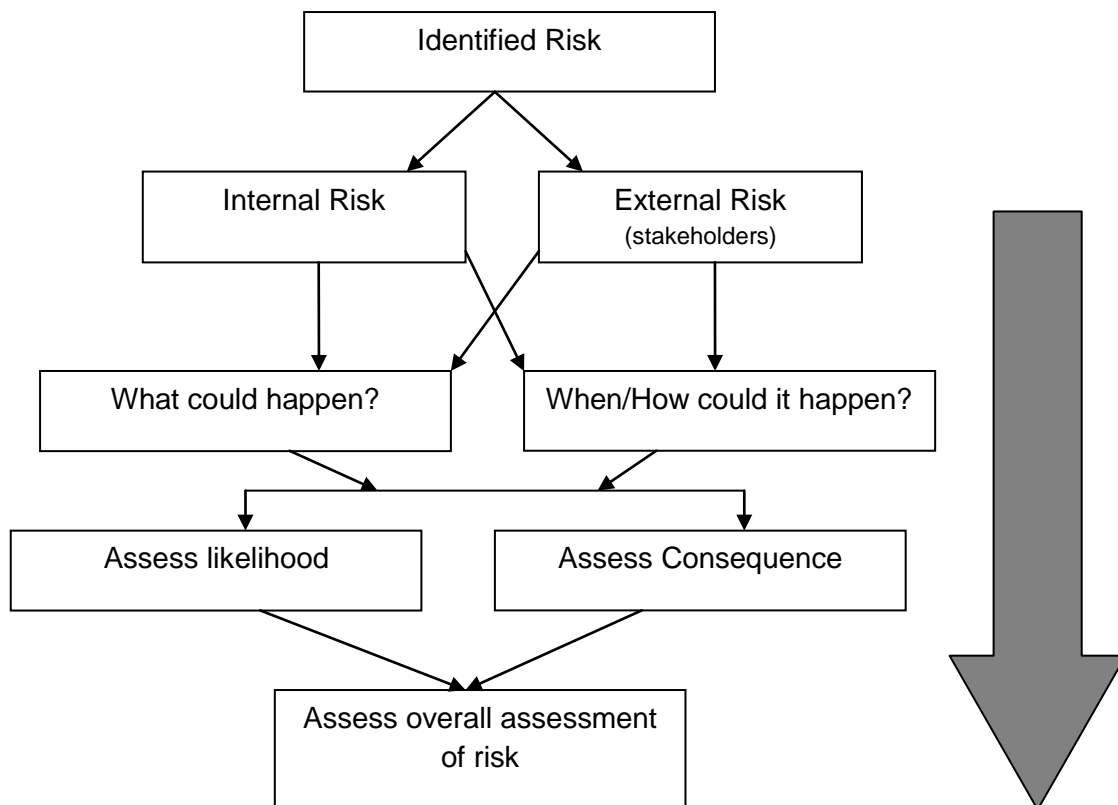 Identified Risk
Internal Risk
External Risk
(stakeholders)
What could happen?
When/How could it happen?
Assess likelihood
Assess Consequence
Assess overall assessment
of risk